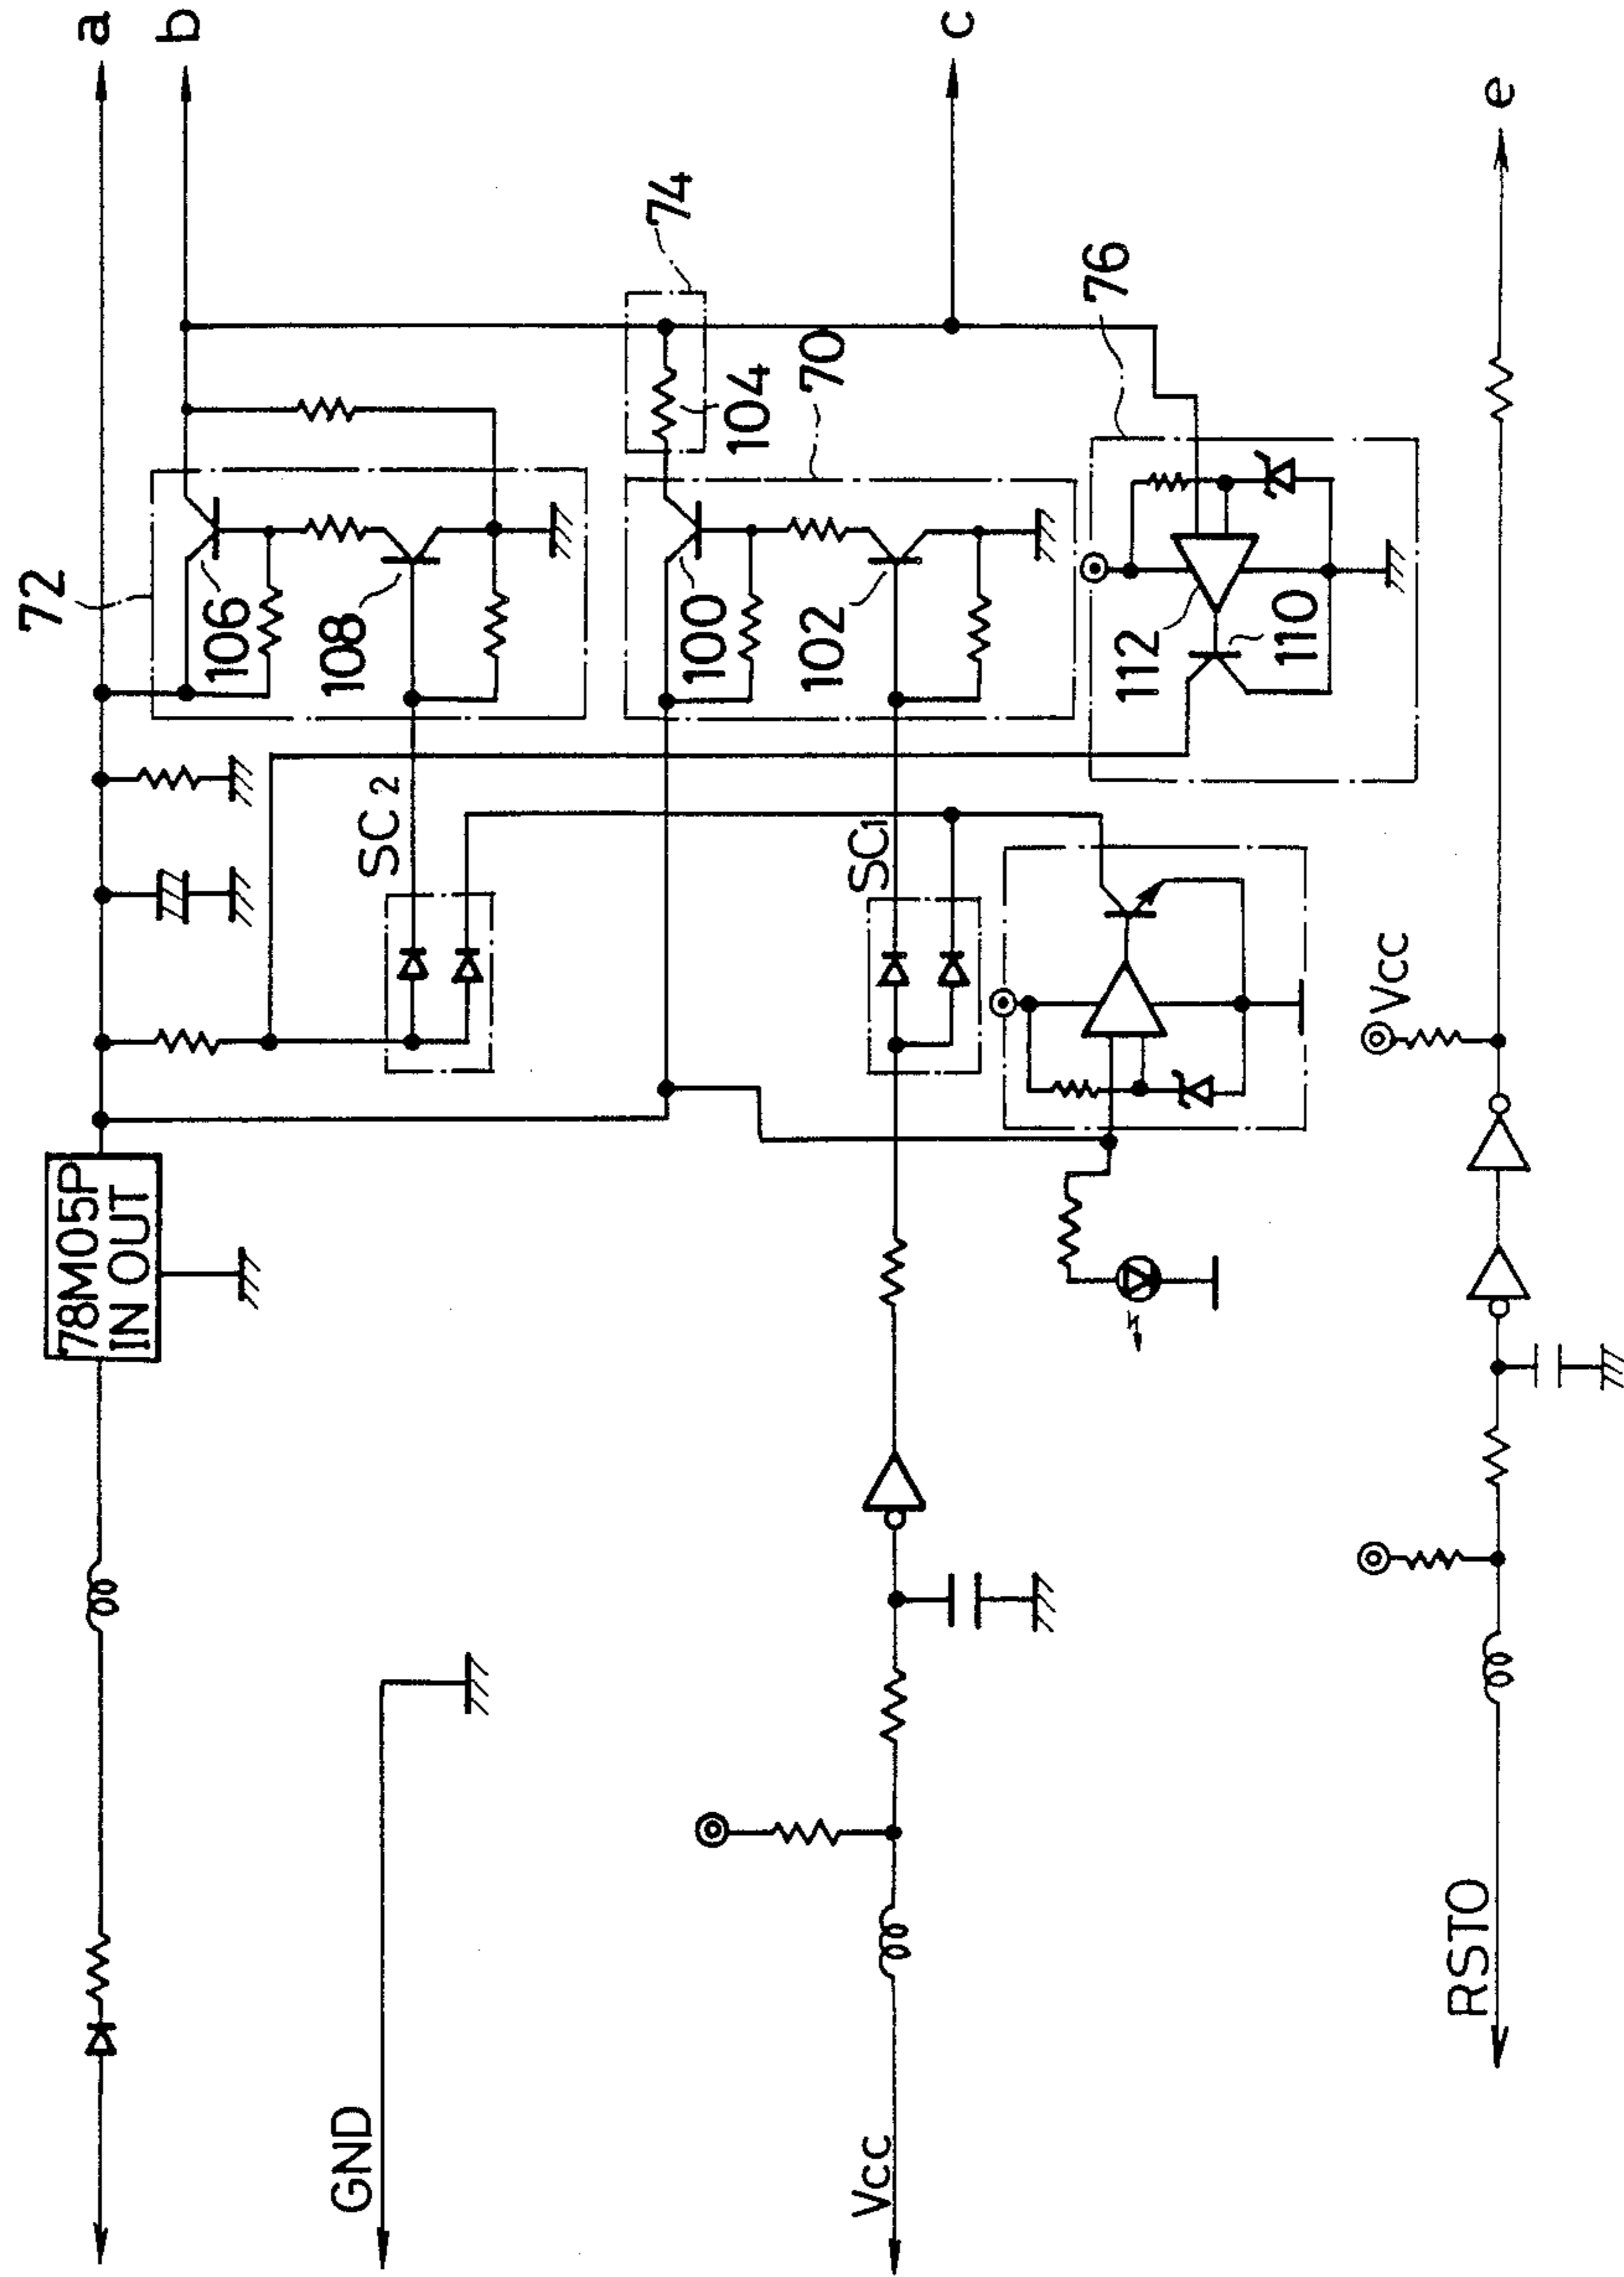 a
b
72
106
108
78M05P
IN OUT
SC2
GND
74
104
70
c
100
102
SC1
Vcc
76
112
110
Vcc
e
RSTO